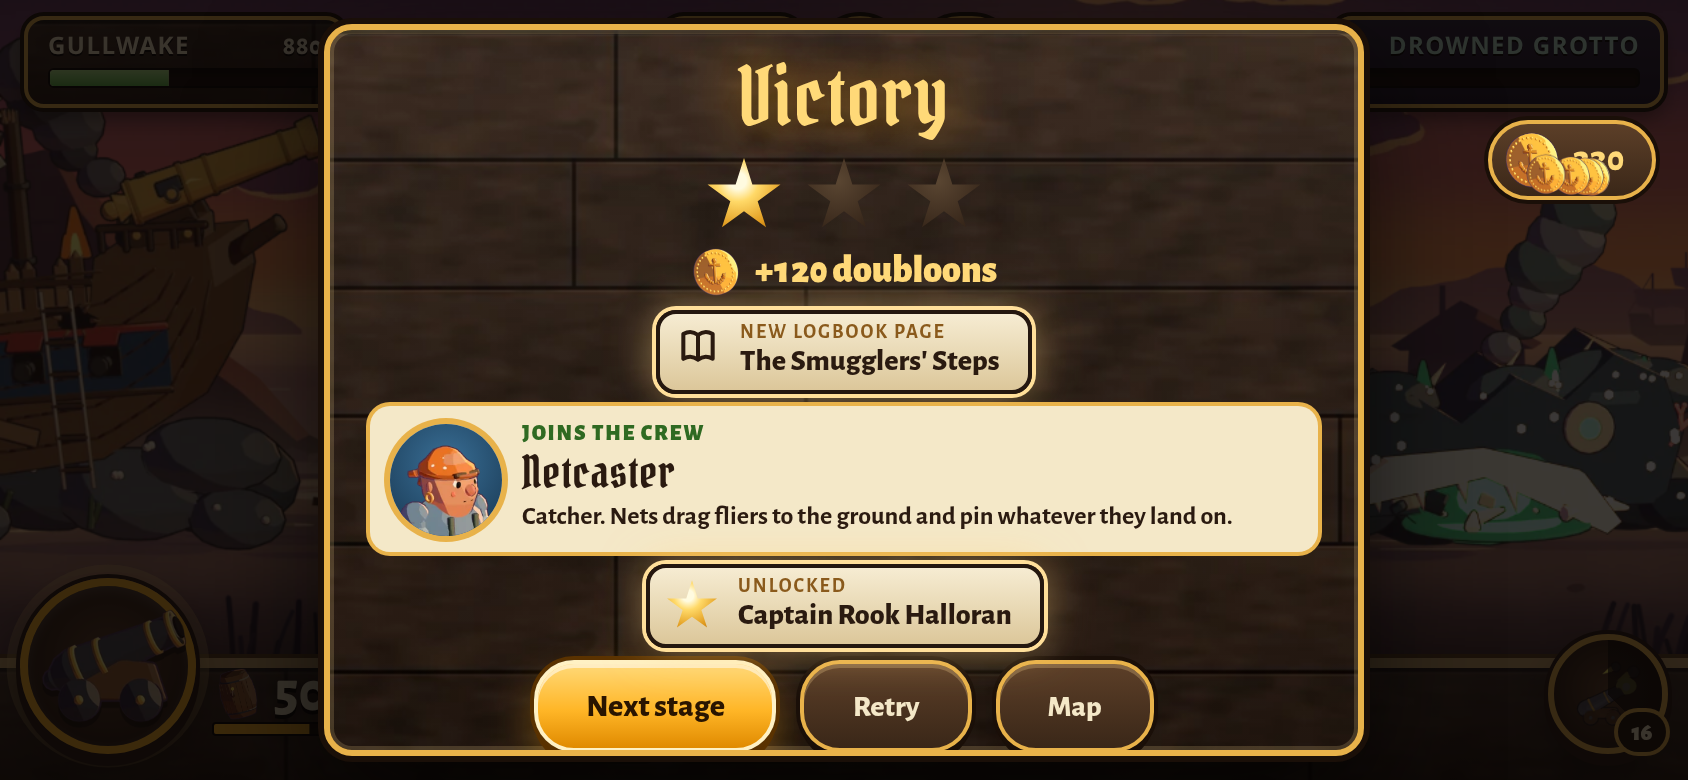 GULLWAKE 880
DROWNED GROTTO
Victory
+120 doubloons
NEW LOGBOOK PAGE
The Smugglers' Steps
JOINS THE CREW
Netcaster
Catcher. Nets drag fliers to the ground and pin whatever they land on.
UNLOCKED
Captain Rook Halloran
Next stage
Retry
Map
50
16